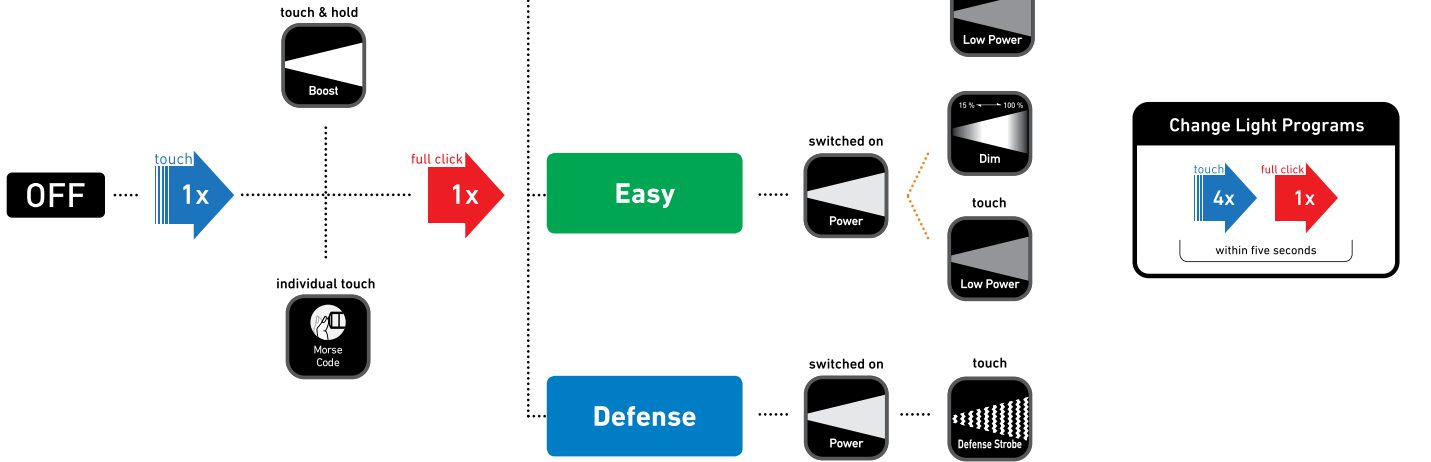 touch & hold
Boost
Low Power
OFF
touch
1x
full click
1x
individual touch
Morse
Code
Easy
switched on
Power
15 % 100 %
Dim
touch
Low Power
Defense
switched on
Power
touch
Defense Strobe
Change Light Programs
touch
4x
full click
1x
within five seconds